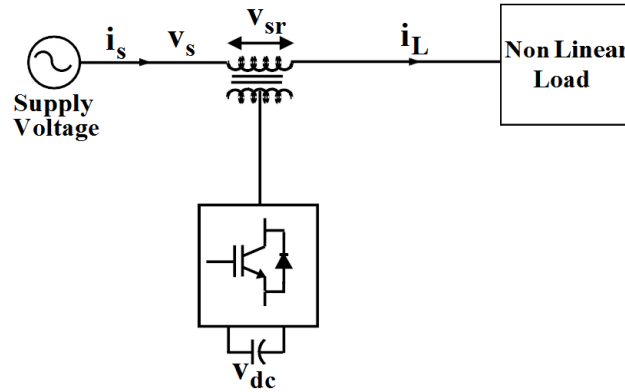 v_sr
i_s
v_s
i_L
Non Linear
Load
Supply
Voltage
v_dc